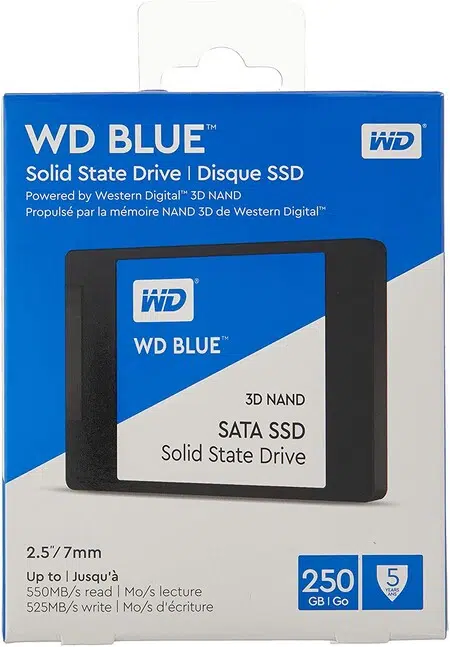 WD BLUE™
WD®
Solid State Drive | Disque SSD
Powered by Western Digital™ 3D NAND
Propulsé par la mémoire NAND 3D de Western Digital™
WD®
WD BLUE™
3D NAND
SATA SSD
Solid State Drive
2.5″/7mm
Up to | Jusqu'à
550MB/s read | Mo/s lecture
525MB/s write | Mo/s d'écriture
250
GB | Go
5
YEARS
ANS